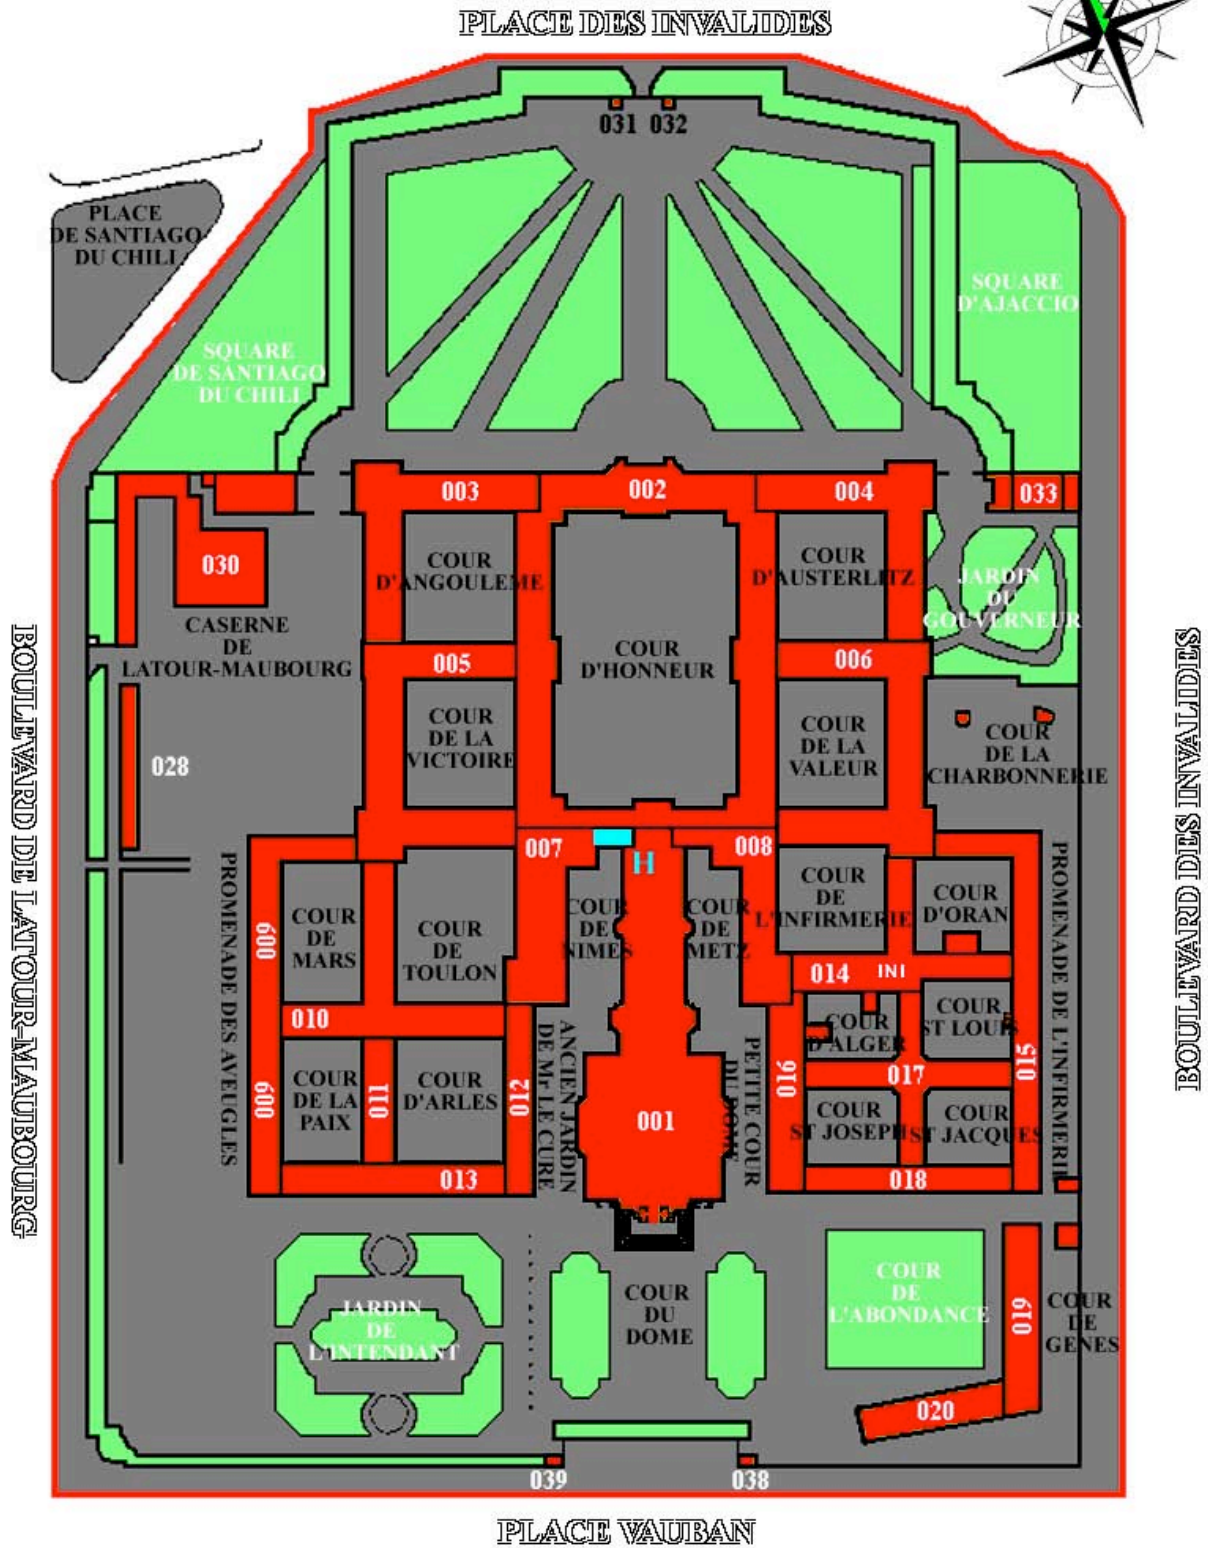 PLACE DES INVALIDES
031 032
PLACE
DE SANTIAGO
DU CHILI
SQUARE
D'AJACCIO
SQUARE
DE SANTIAGO
DU CHILI
003
002
004
033
030
COUR
D'ANGOULEME
COUR
D'AUSTERLITZ
JARDIN
DU
GOUVERNEUR
CASERNE
DE
LATOUR-MAUBOURG
005
COUR
D'HONNEUR
006
COUR
DE LA
VICTOIRE
COUR
DE LA
VALEUR
COUR
DE LA
CHARBONNERIE
028
BOULEVARD DE LATOUR-MAUBOURG
BOULEVARD DES INVALIDES
007
H
008
PROMENADE DES AVEUGLES
009
COUR
DE
MARS
COUR
DE
TOULON
COUR
DE
NIMES
COUR
DE
METZ
COUR
DE
L'INFIRMERIE
COUR
D'ORAN
PROMENADE DE L'INFIRMERIE
014
INI
010
COUR
D'ALGER
COUR
ST LOUIS
015
009
COUR
DE LA
PAIX
011
COUR
D'ARLES
012
ANCIEN JARDIN
DE Mr LE CURE
001
PETITE COUR
DU DOME
016
017
COUR
ST JOSEPH
COUR
ST JACQUES
013
018
JARDIN
DE
L'INTENDANT
COUR
DU
DOME
COUR
DE
L'ABONDANCE
019
COUR
DE
GENES
020
039
038
PLACE VAUBAN